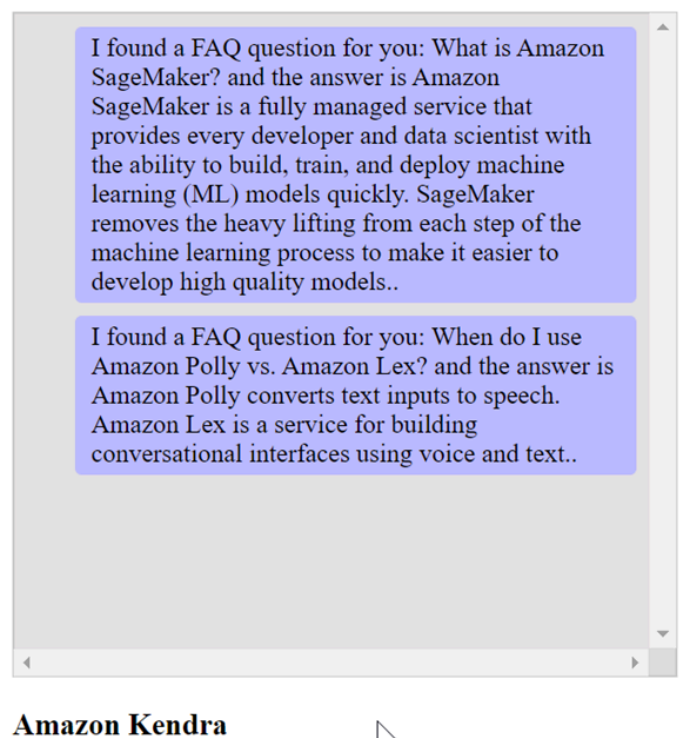 I found a FAQ question for you: What is Amazon
SageMaker? and the answer is Amazon
SageMaker is a fully managed service that
provides every developer and data scientist with
the ability to build, train, and deploy machine
learning (ML) models quickly. SageMaker
removes the heavy lifting from each step of the
machine learning process to make it easier to
develop high quality models..
I found a FAQ question for you: When do I use
Amazon Polly vs. Amazon Lex? and the answer is
Amazon Polly converts text inputs to speech.
Amazon Lex is a service for building
conversational interfaces using voice and text..
Amazon Kendra